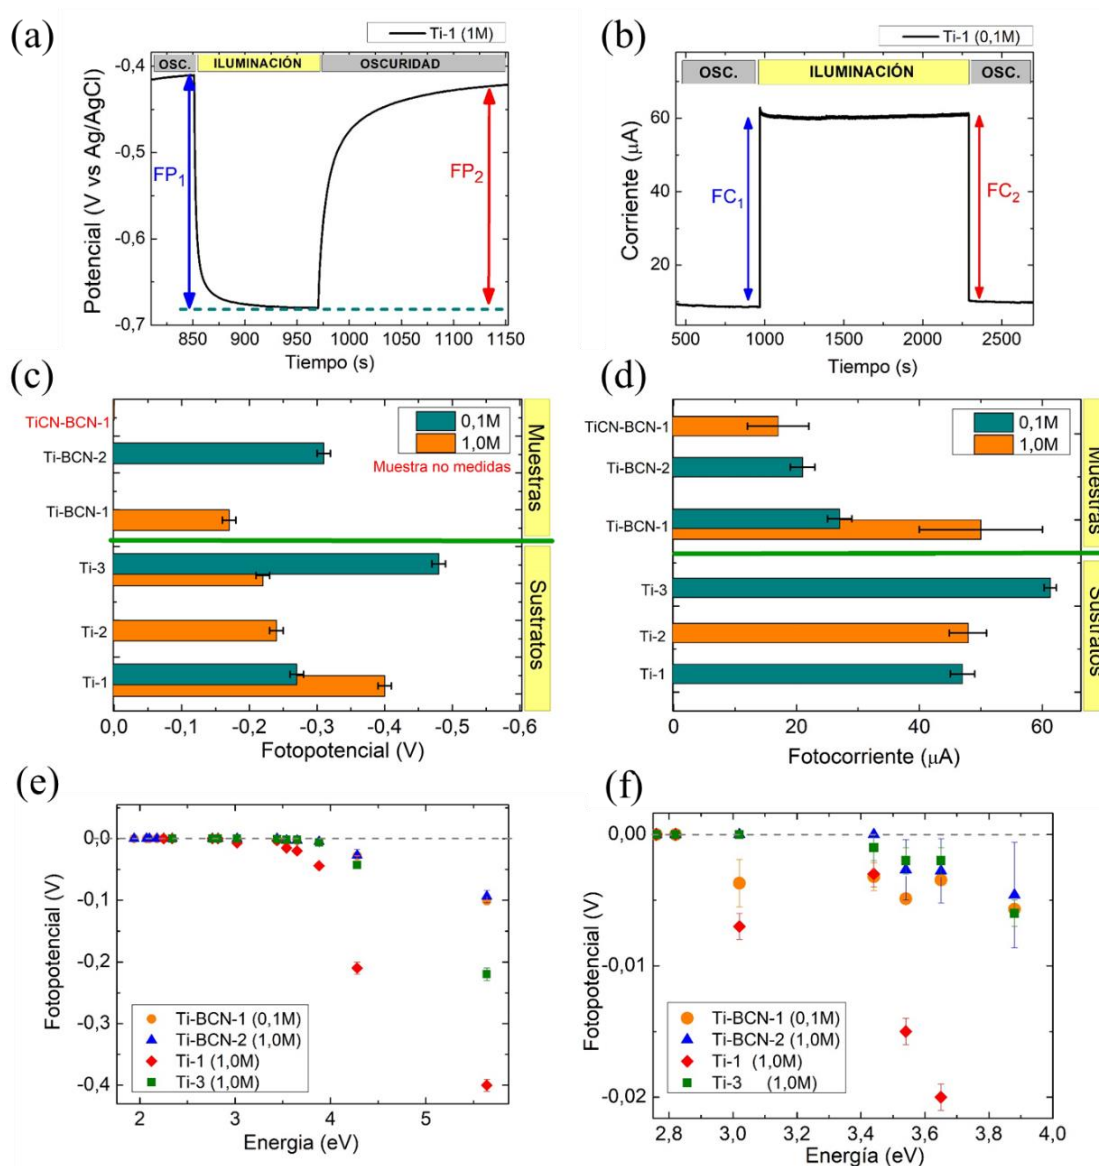 (a)
Ti-1 (1M)
OSC. ILUMINACIÓN OSCURIDAD
-0,4
-0,5
-0,6
-0,7
Potencial (V vs Ag/AgCl)
FP1
FP2
850 900 950 1000 1050 1100 1150
Tiempo (s)
(b)
Ti-1 (0,1M)
OSC. ILUMINACIÓN OSC.
60
40
20
Corriente (μA)
FC1
FC2
500 1000 1500 2000 2500
Tiempo (s)
(c)
TiCN-BCN-1
Ti-BCN-2
Ti-BCN-1
Ti-3
Ti-2
Ti-1
0,1M
1,0M
Muestra no medidas
Muestras
Sustratos
0,0 -0,1 -0,2 -0,3 -0,4 -0,5 -0,6
Fotopotencial (V)
(d)
TiCN-BCN-1
Ti-BCN-2
Ti-BCN-1
Ti-3
Ti-2
Ti-1
0,1M
1,0M
Muestras
Sustratos
0 20 40 60
Fotocorriente (μA)
(e)
0,0
-0,1
-0,2
-0,3
-0,4
Fotopotencial (V)
Ti-BCN-1 (0,1M)
Ti-BCN-2 (1,0M)
Ti-1 (1,0M)
Ti-3 (1,0M)
2 3 4 5
Energia (eV)
(f)
0,00
-0,01
-0,02
Fotopotencial (V)
Ti-BCN-1 (0,1M)
Ti-BCN-2 (1,0M)
Ti-1 (1,0M)
Ti-3 (1,0M)
2,8 3,0 3,2 3,4 3,6 3,8 4,0
Energía (eV)